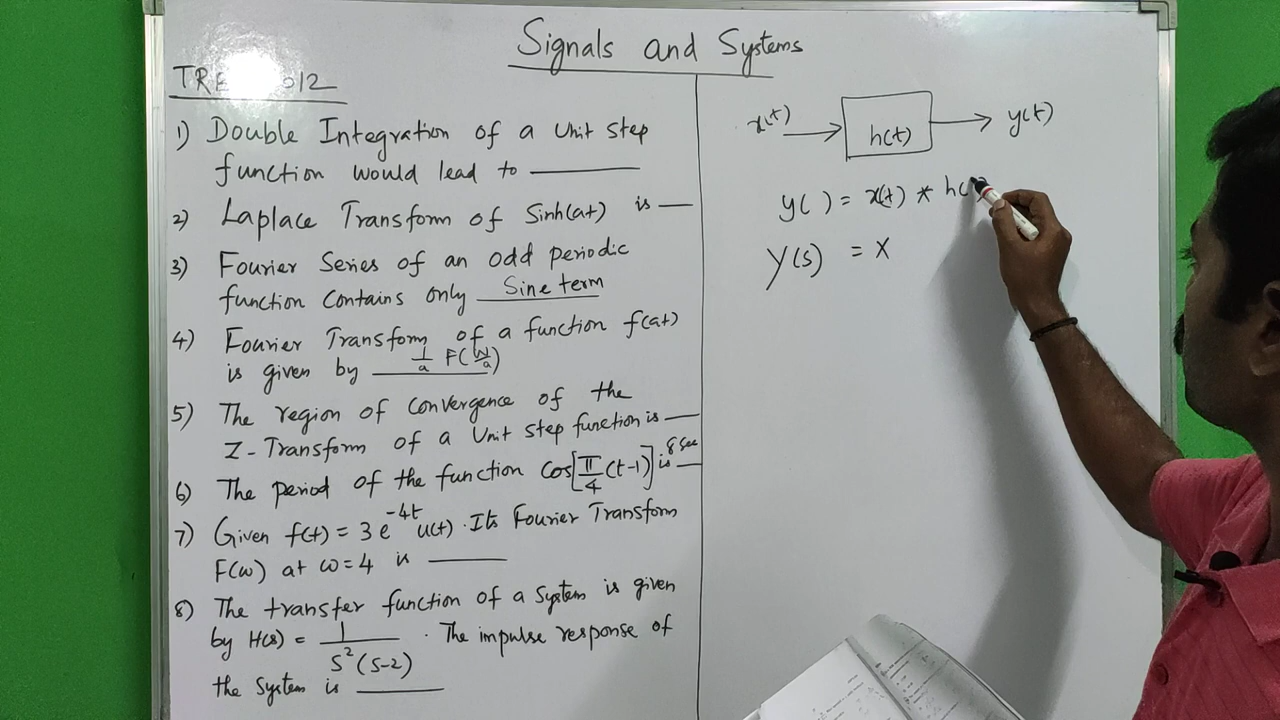 Signals and Systems
TRE 012
1) Double Integration of a Unit step
function would lead to
2) Laplace Transform of Sinh(at) is
3) Fourier Series of an odd periodic
function contains only Sine term
4) Fourier Transform of a function f(at)
is given by 1/a F(w/a)
5) The region of convergence of the
Z-Transform of a Unit step function is
6) The period of the function Cos[π/4(t-1)] is 8 sec
7) Given f(t) = 3e^-4t u(t). Its Fourier Transform
F(ω) at ω=4 is
8) The transfer function of a System is given
by H(s) = 1/S²(S-2). The impulse response of
the System is
x(t) h(t) y(t)
y( ) = x(t) * h(
Y(s) = X